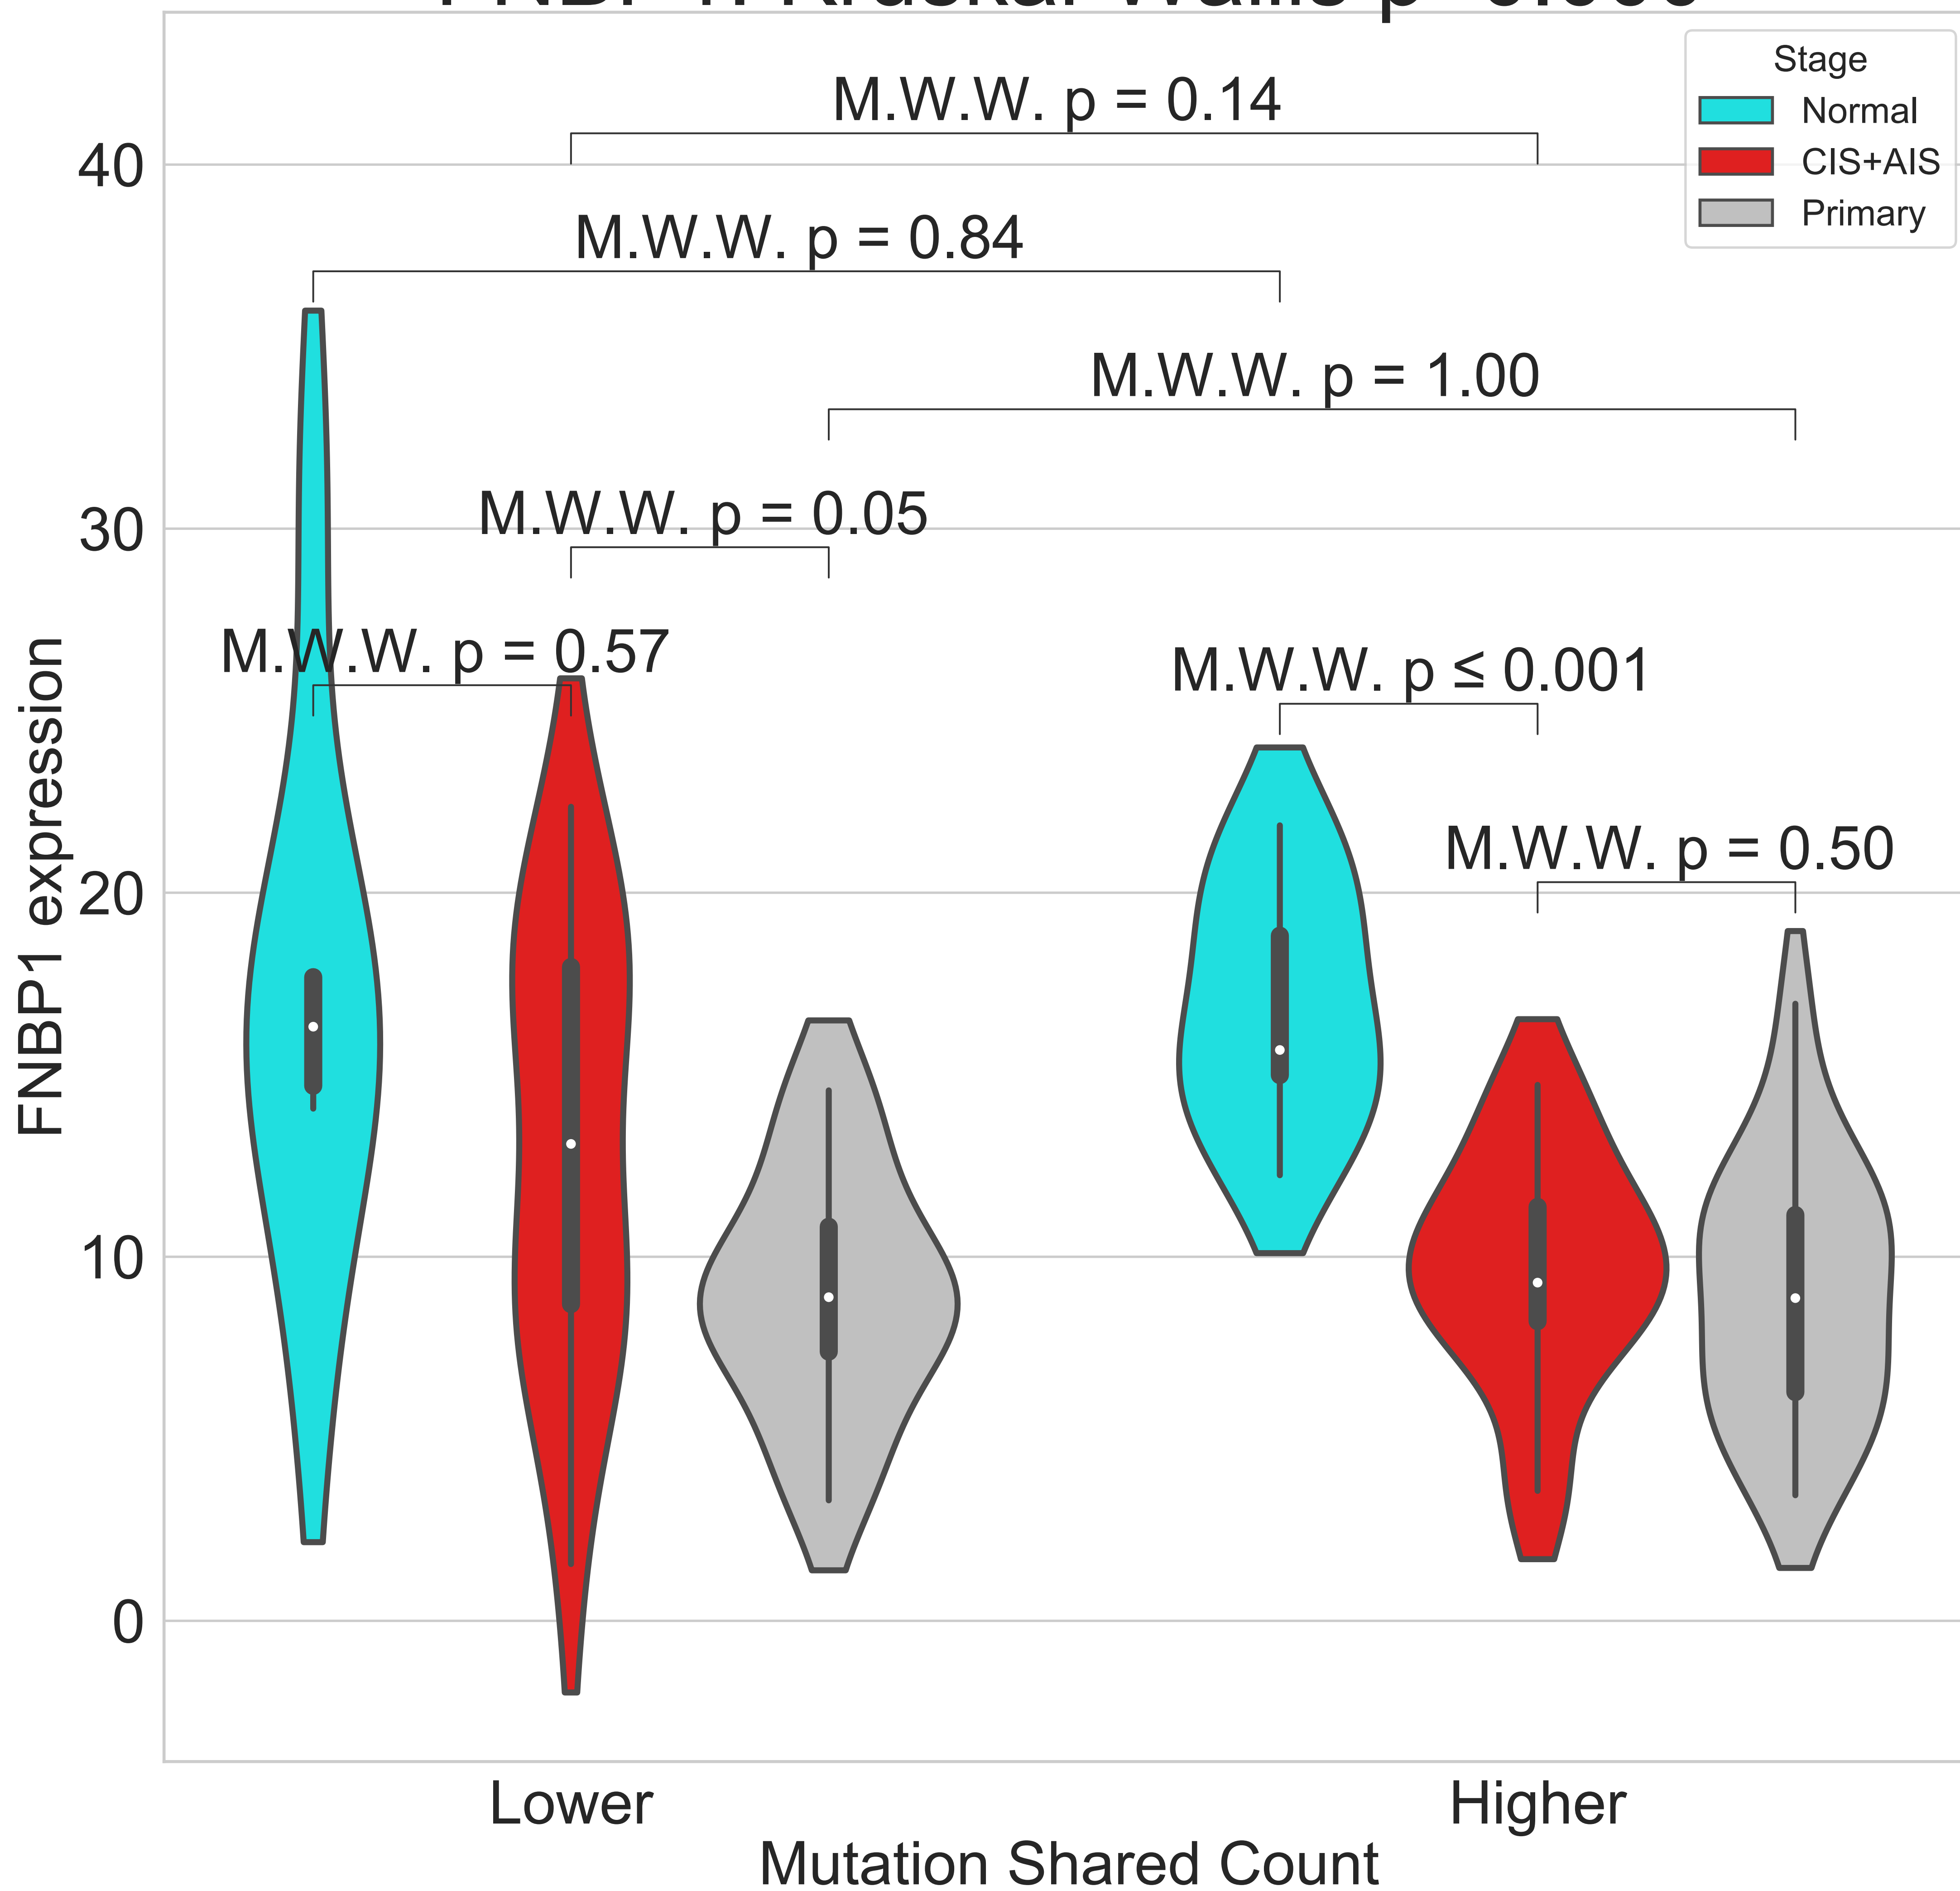 Stage
Normal
CIS+AIS
Primary
M.W.W. p = 0.14
40
M.W.W. p = 0.84
M.W.W. p = 1.00
M.W.W. p = 0.05
30
M.W.W. p = 0.57
M.W.W. p ≤ 0.001
M.W.W. p = 0.50
20
10
0
FNBP1 expression
Lower
Higher
Mutation Shared Count